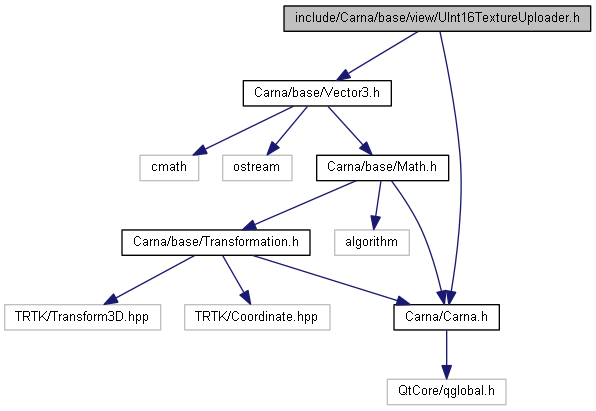 include/Carna/base/view/UInt16TextureUploader.h
Carna/base/Vector3.h
cmath
ostream
Carna/base/Math.h
Carna/base/Transformation.h
algorithm
TRTK/Transform3D.hpp
TRTK/Coordinate.hpp
Carna/Carna.h
QtCore/qglobal.h